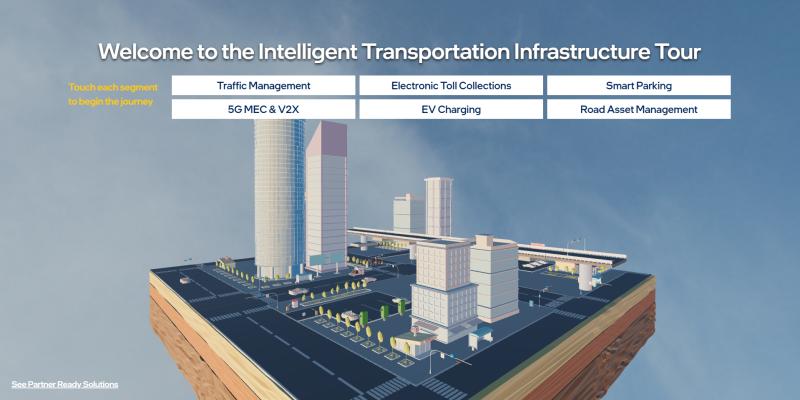 Welcome to the Intelligent Transportation Infrastructure Tour
Touch each segment
to begin the journey
Traffic Management
Electronic Toll Collections
Smart Parking
5G MEC & V2X
EV Charging
Road Asset Management
See Partner Ready Solutions